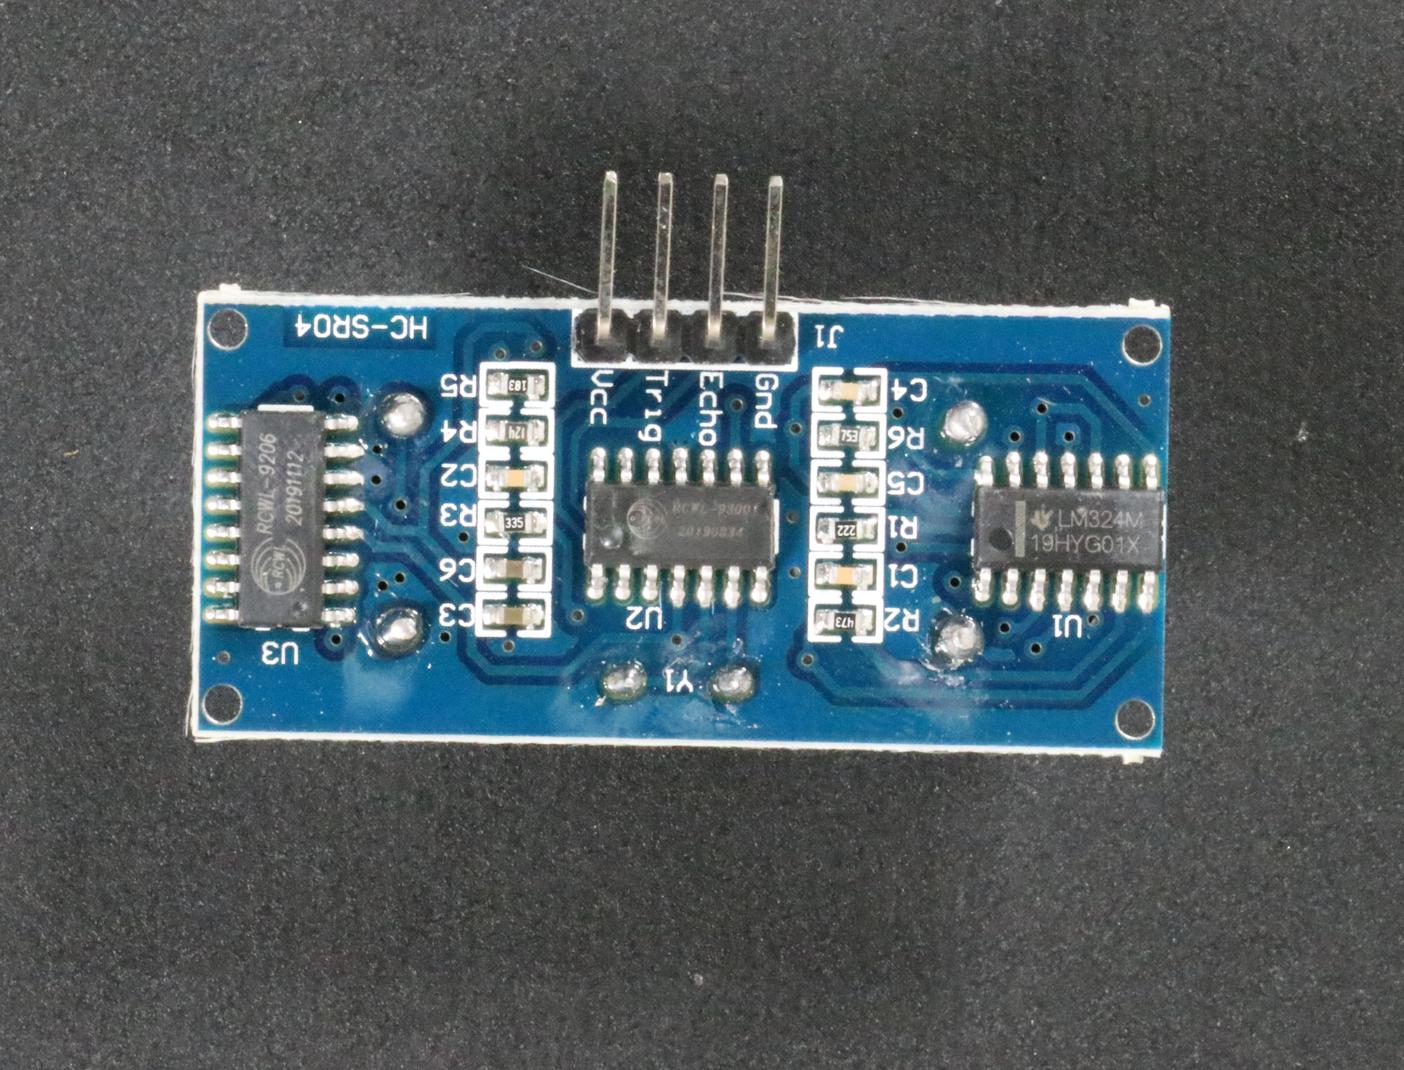 HC-SR04
J1
Vcc
Trig
Echo
Gnd
R5
183
R4
124
C2
R3
335
C6
C3
C4
R6
C5
R1
222
C1
R2
473
RCWL-9206
20191112
RCWL
U3
U2
LM324M
19HYG01X
U1
Y1